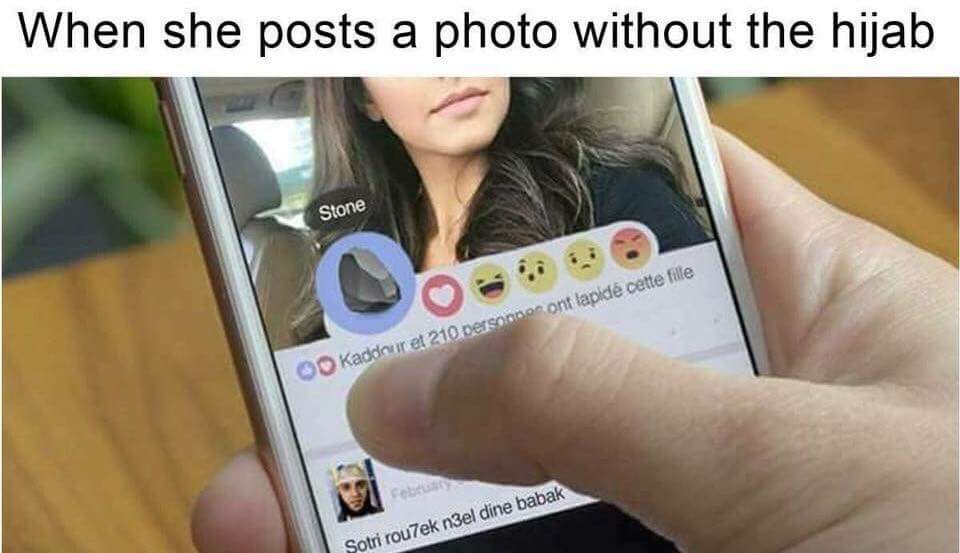 When she posts a photo without the hijab
Stone
Kaddour et 210 personnes ont lapidé cette fille
February
Sotri rou7ek n3el dine babak